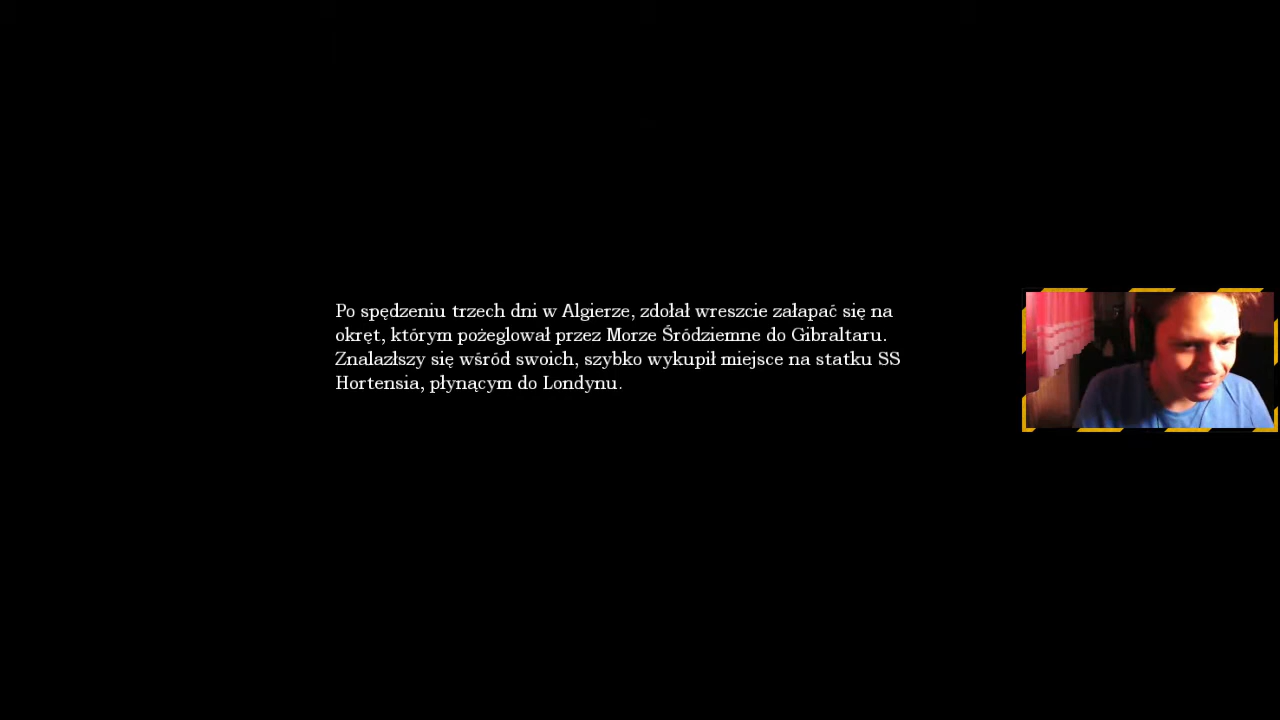 Po spędzeniu trzech dni w Algierze, zdołał wreszcie załapać się na
okręt, którym pożeglował przez Morze Śródziemne do Gibraltaru.
Znalazłszy się wśród swoich, szybko wykupił miejsce na statku SS
Hortensia, płynącym do Londynu.